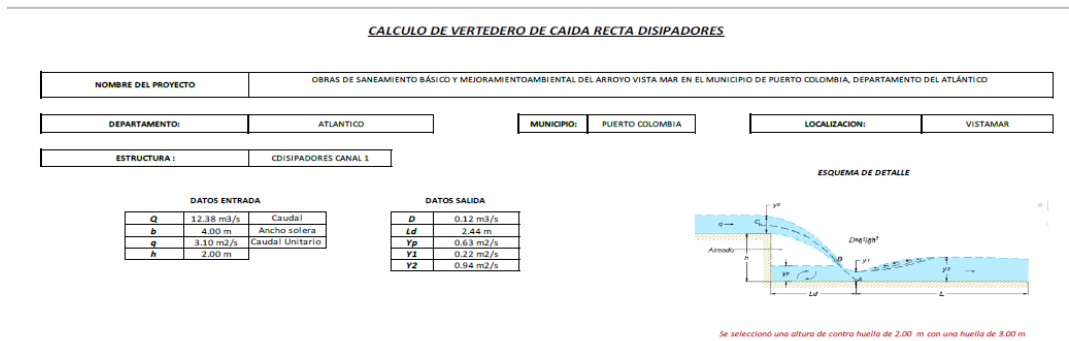 CALCULO DE VERTEDERO DE CAIDA RECTA DISIPADORES
NOMBRE DEL PROYECTO OBRAS DE SANEAMIENTO BÁSICO Y MEJORAMIENTOAMBIENTAL DEL ARROYO VISTA MAR EN EL MUNICIPIO DE PUERTO COLOMBIA, DEPARTAMENTO DEL ATLÁNTICO
DEPARTAMENTO: ATLANTICO MUNICIPIO: PUERTO COLOMBIA LOCALIZACION: VISTAMAR
ESTRUCTURA : CDISIPADORES CANAL 1
ESQUEMA DE DETALLE
DATOS ENTRADA
Q 12.38 m3/s Caudal
b 4.00 m Ancho solera
q 3.10 m2/s Caudal Unitario
h 2.00 m
DATOS SALIDA
D 0.12 m3/s
Ld 2.44 m
Yp 0.63 m2/s
Y1 0.22 m2/s
Y2 0.94 m2/s
yo
q
C
h
yp
B
y1
A
y2
Ld
L
Se seleccionó una altura de contra huella de 2.00 m con una huella de 3.00 m